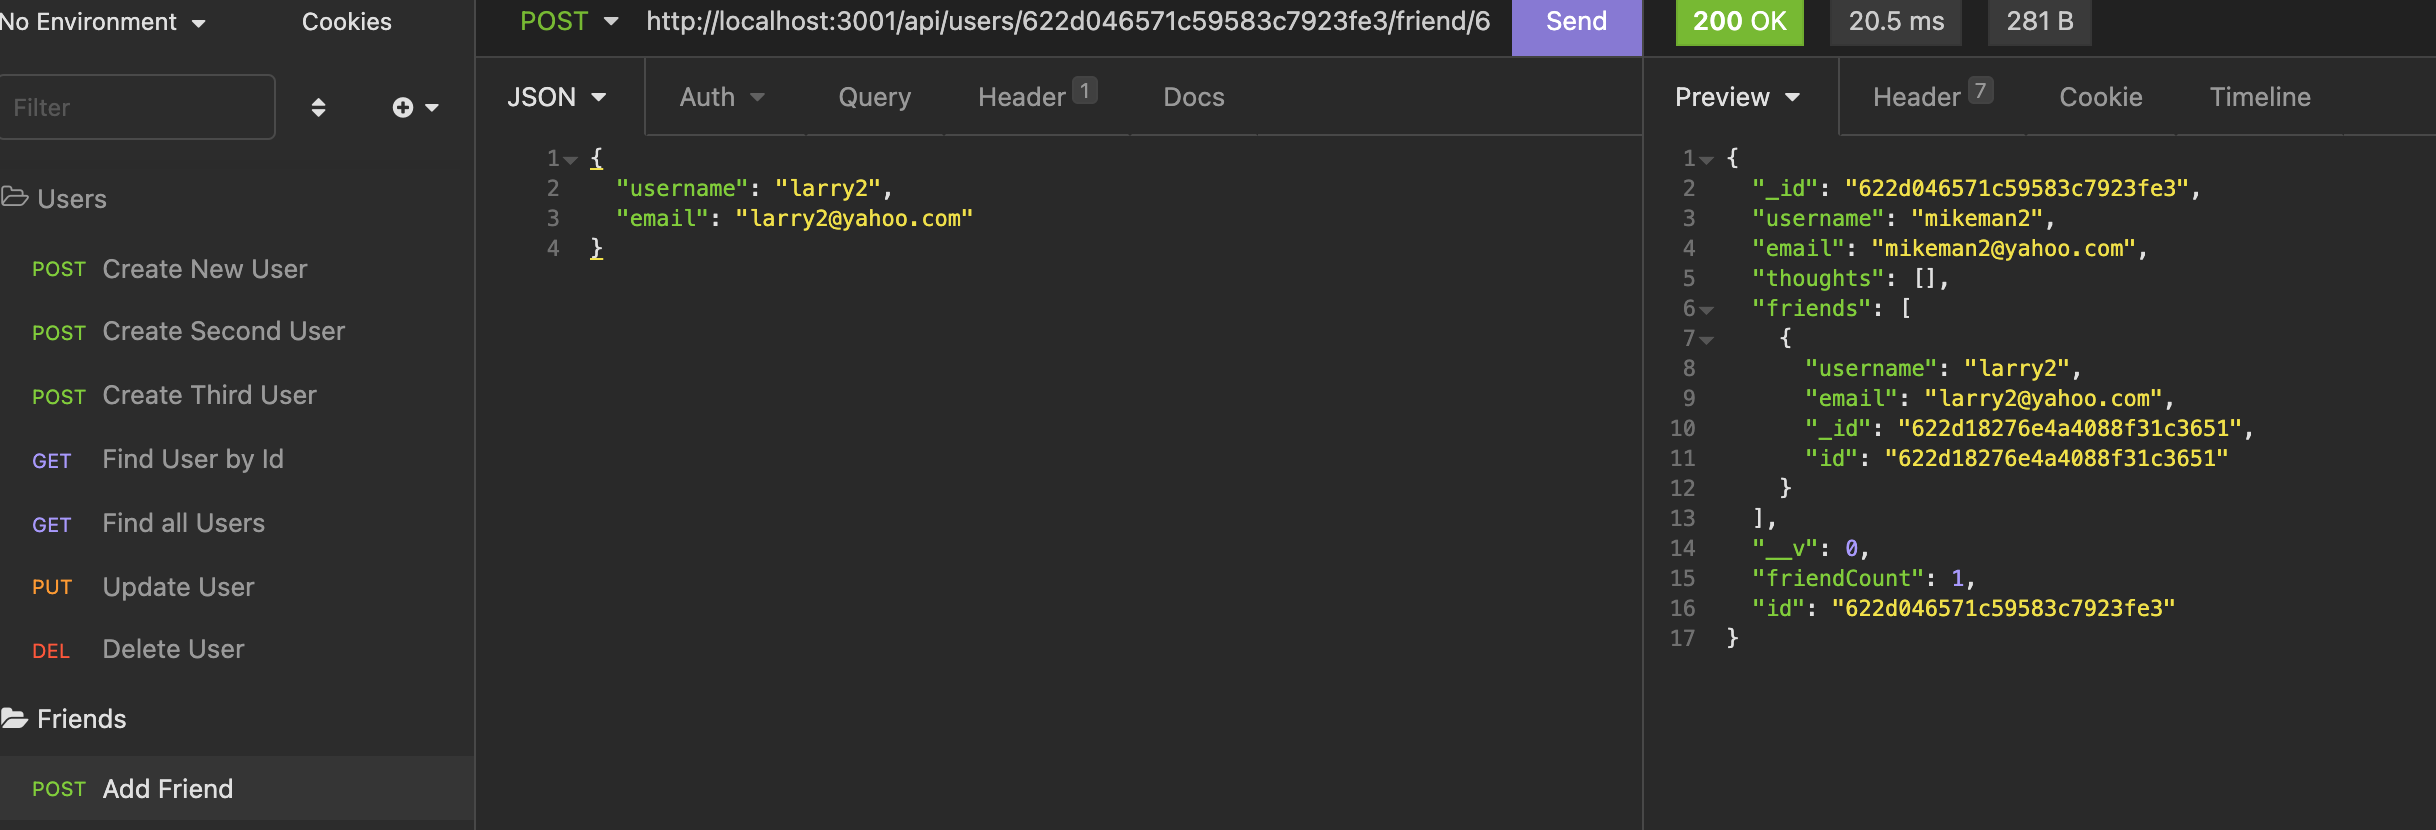 No Environment
Cookies
Filter
Users
POST Create New User
POST Create Second User
POST Create Third User
GET Find User by Id
GET Find all Users
PUT Update User
DEL Delete User
Friends
POST Add Friend
POST http://localhost:3001/api/users/622d046571c59583c7923fe3/friend/6 Send
JSON Auth Query Header 1 Docs
1 {
2 "username": "larry2",
3 "email": "larry2@yahoo.com"
4 }
200 OK 20.5 ms 281 B
Preview Header 7 Cookie Timeline
1 {
2 "_id": "622d046571c59583c7923fe3",
3 "username": "mikeman2",
4 "email": "mikeman2@yahoo.com",
5 "thoughts": [],
6 "friends": [
7 {
8 "username": "larry2",
9 "email": "larry2@yahoo.com",
10 "_id": "622d18276e4a4088f31c3651",
11 "id": "622d18276e4a4088f31c3651"
12 }
13 ],
14 "__v": 0,
15 "friendCount": 1,
16 "id": "622d046571c59583c7923fe3"
17 }